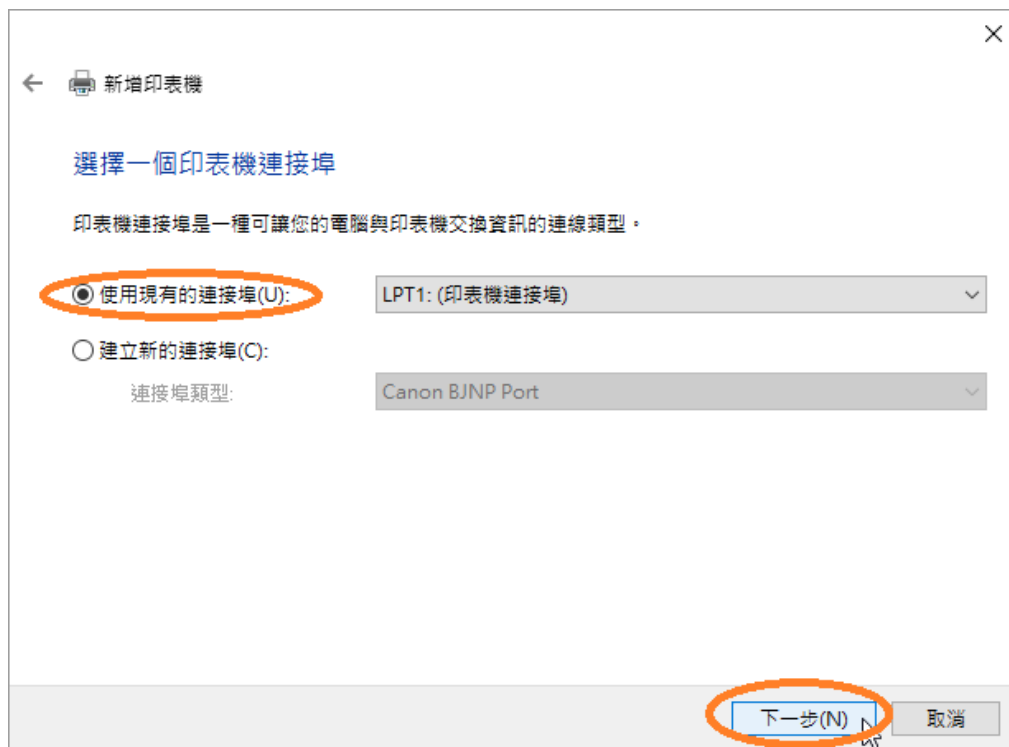 新增印表機
選擇一個印表機連接埠
印表機連接埠是一種可讓您的電腦與印表機交換資訊的連線類型。
使用現有的連接埠(U): LPT1: (印表機連接埠)
建立新的連接埠(C):
連接埠類型: Canon BJNP Port
下一步(N) 取消